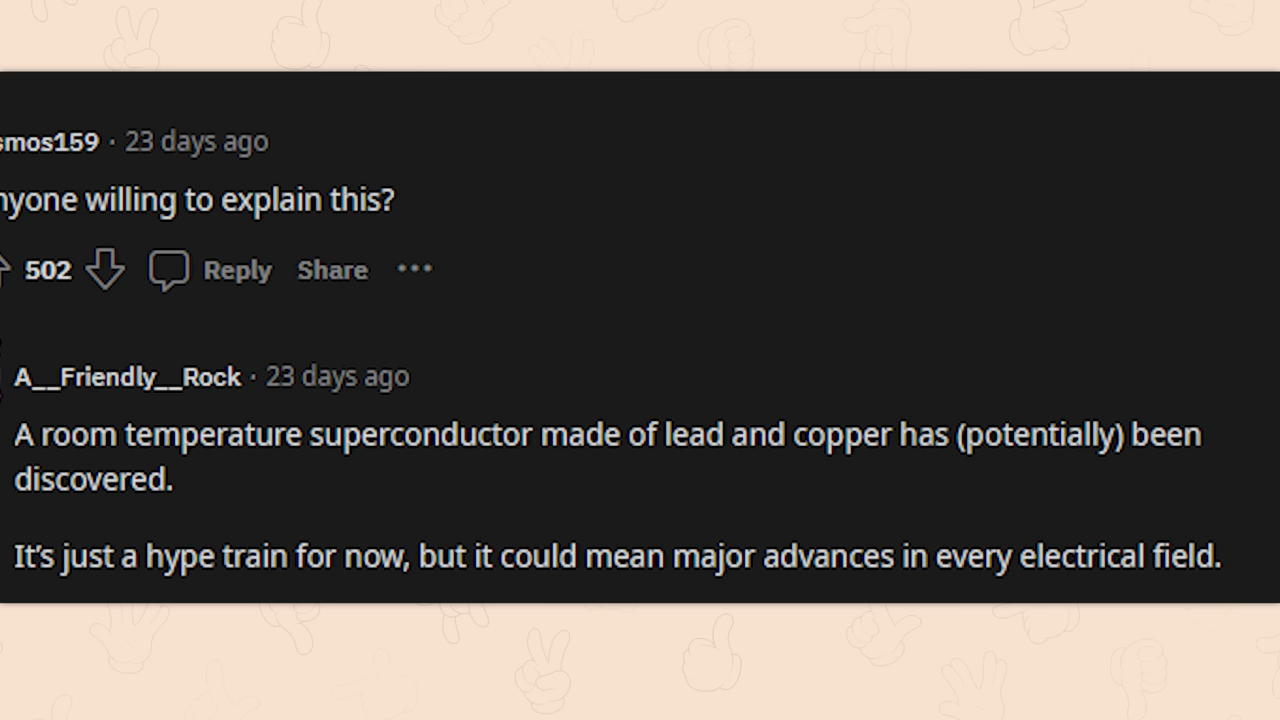 smos159 · 23 days ago
nyone willing to explain this?
502 Reply Share ···
A__Friendly__Rock · 23 days ago
A room temperature superconductor made of lead and copper has (potentially) been
discovered.
It's just a hype train for now, but it could mean major advances in every electrical field.